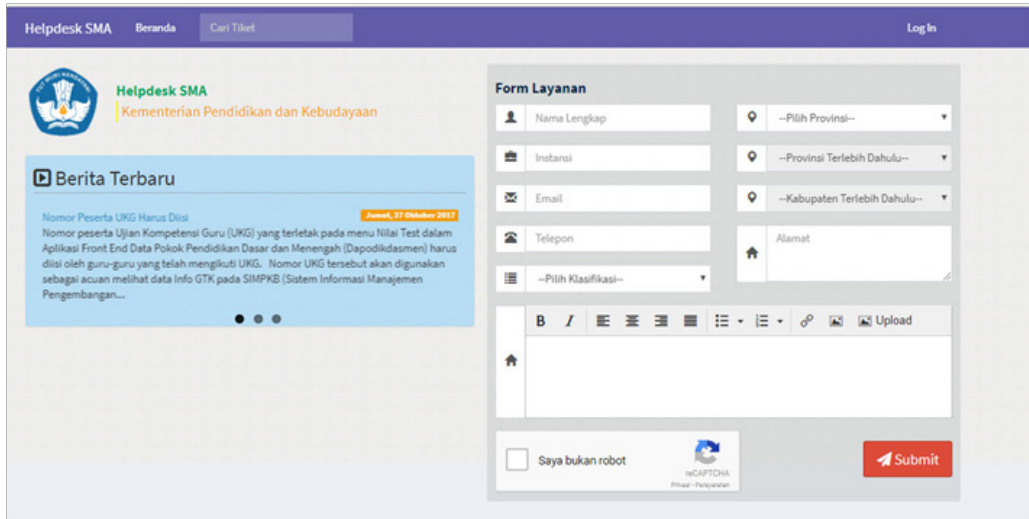 Helpdesk SMA Beranda Cari Tiket Log In
Helpdesk SMA
Kementerian Pendidikan dan Kebudayaan
Berita Terbaru
Nomor Peserta UKG Harus Diisi Jumat, 27 Oktober 2017
Nomor peserta Ujian Kompetensi Guru (UKG) yang terletak pada menu Nilai Test dalam
Aplikasi Front End Data Pokok Pendidikan Dasar dan Menengah (Dapodikdasmen) harus
diisi oleh guru-guru yang telah mengikuti UKG. Nomor UKG tersebut akan digunakan
sebagai acuan melihat data Info GTK pada SIMPKB (Sistem Informasi Manajemen
Pengembangan...
Form Layanan
Nama Lengkap --Pilih Provinsi--
Instansi --Provinsi Terlebih Dahulu--
Email --Kabupaten Terlebih Dahulu--
Telepon Alamat
--Pilih Klasifikasi--
B I Upload
Saya bukan robot
reCAPTCHA
Privasi - Persyaratan
Submit